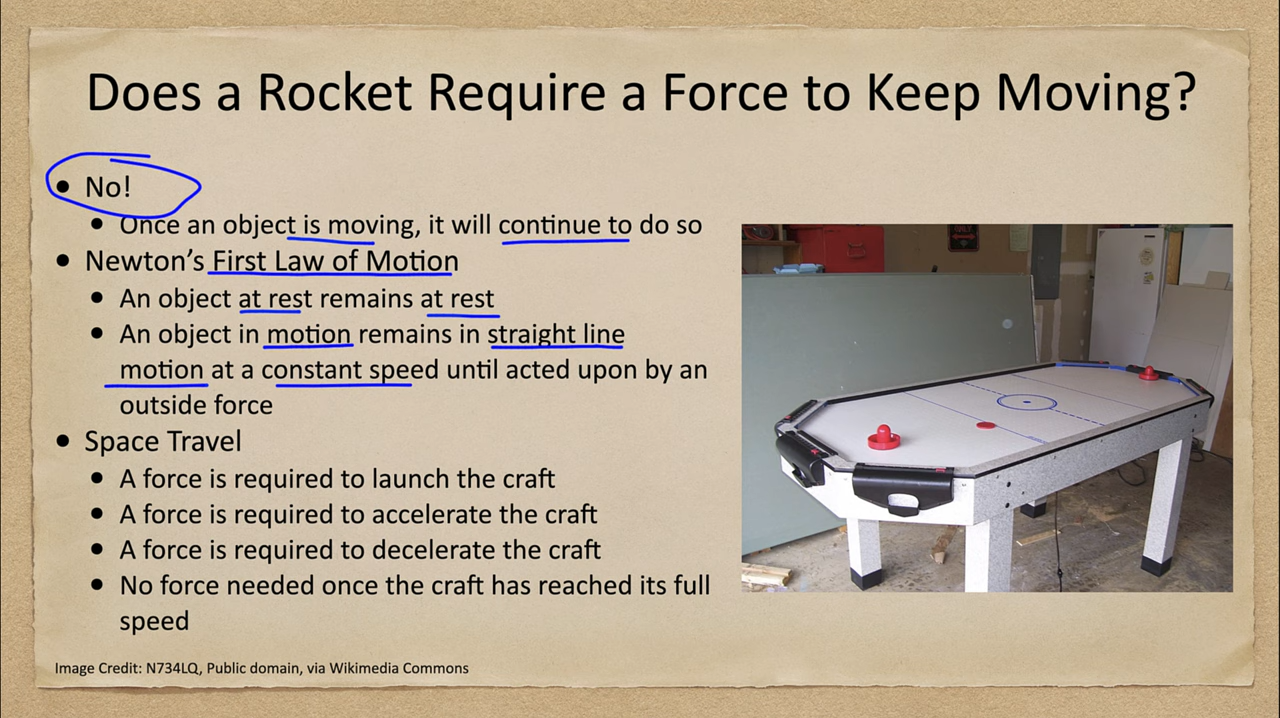 Does a Rocket Require a Force to Keep Moving?
• No!
• Once an object is moving, it will continue to do so
• Newton's First Law of Motion
• An object at rest remains at rest
• An object in motion remains in straight line
motion at a constant speed until acted upon by an
outside force
• Space Travel
• A force is required to launch the craft
• A force is required to accelerate the craft
• A force is required to decelerate the craft
• No force needed once the craft has reached its full
speed
ONLY
Image Credit: N734LQ, Public domain, via Wikimedia Commons